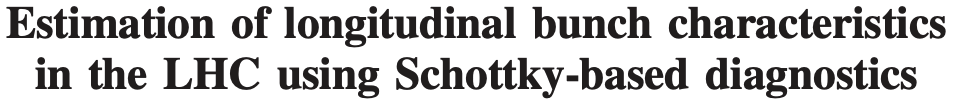 Estimation of longitudinal bunch characteristics
in the LHC using Schottky-based diagnostics